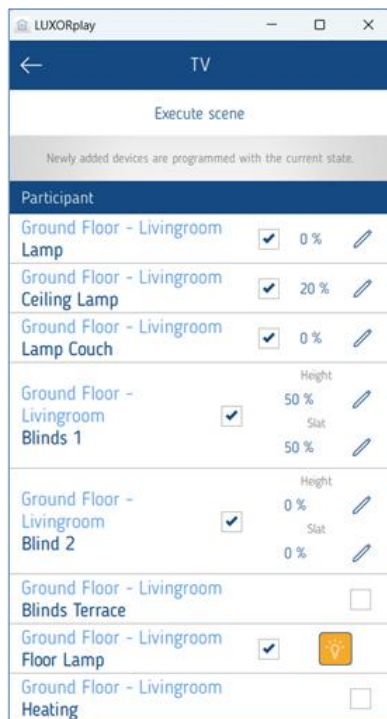 LUXORplay
TV
Execute scene
Newly added devices are programmed with the current state.
Participant
Ground Floor - Livingroom
Lamp
0 %
Ground Floor - Livingroom
Ceiling Lamp
20 %
Ground Floor - Livingroom
Lamp Couch
0 %
Ground Floor -
Livingroom
Blinds 1
Height
50 %
Slat
50 %
Ground Floor -
Livingroom
Blind 2
Height
0 %
Slat
0 %
Ground Floor - Livingroom
Blinds Terrace
Ground Floor - Livingroom
Floor Lamp
Ground Floor - Livingroom
Heating